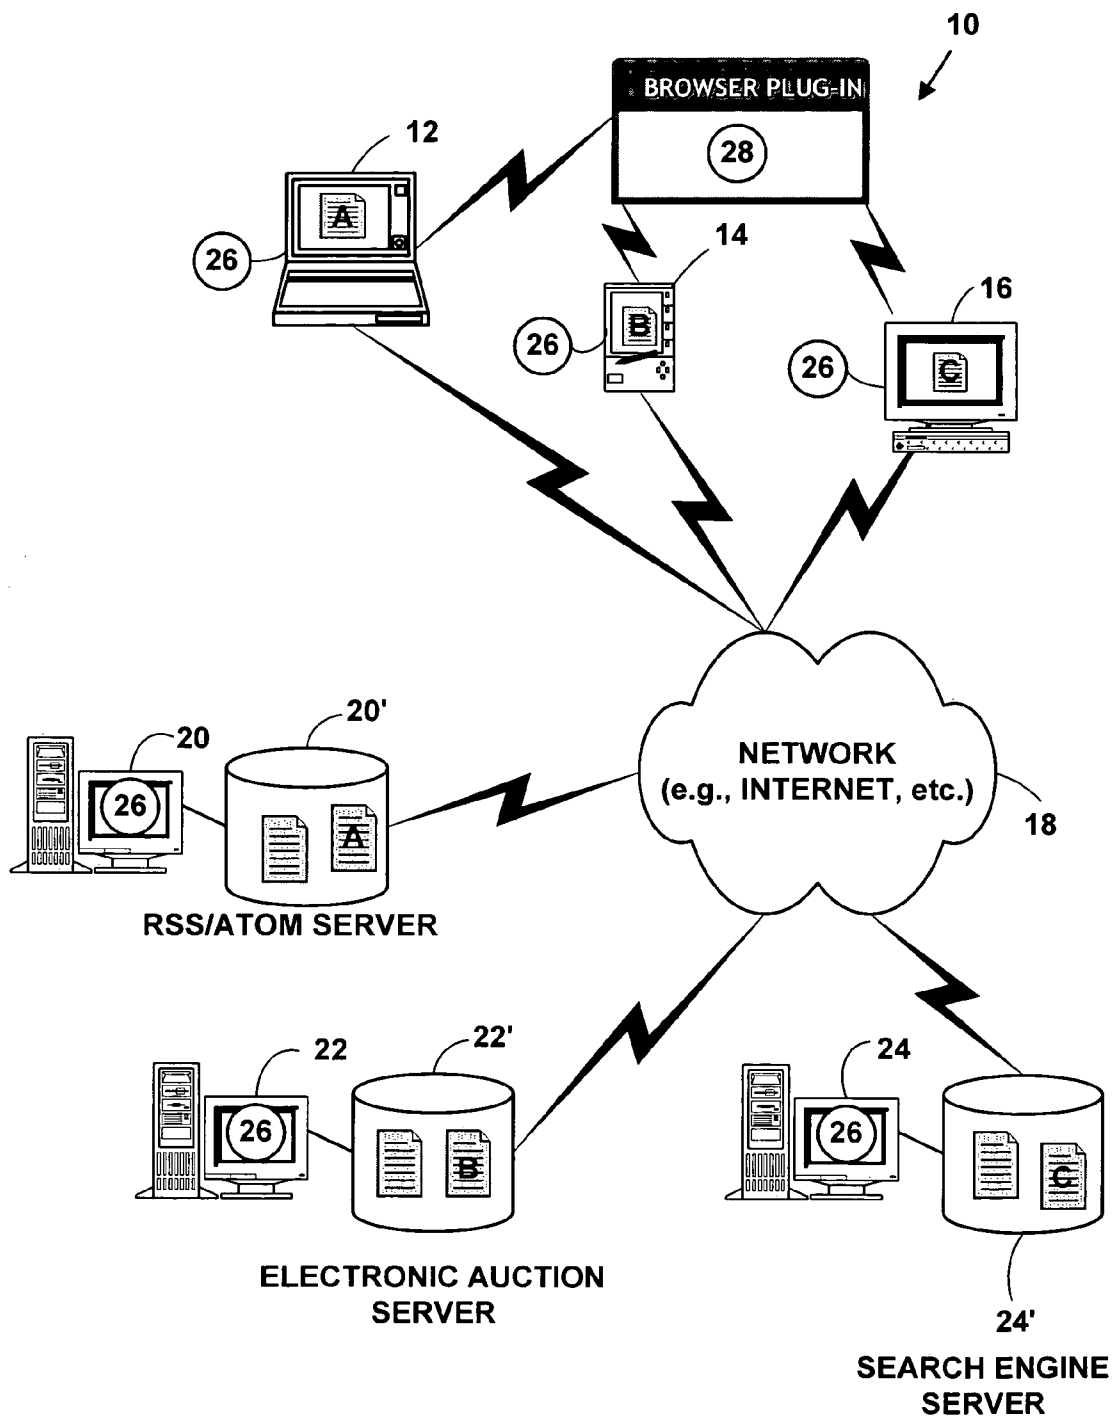 10
BROWSER PLUG-IN
12
28
A
26
14
16
B
26
C
26
20'
20
NETWORK
(e.g., INTERNET, etc.)
26
A
18
RSS/ATOM SERVER
22'
22
24
26
B
26
C
ELECTRONIC AUCTION
SERVER
24'
SEARCH ENGINE
SERVER